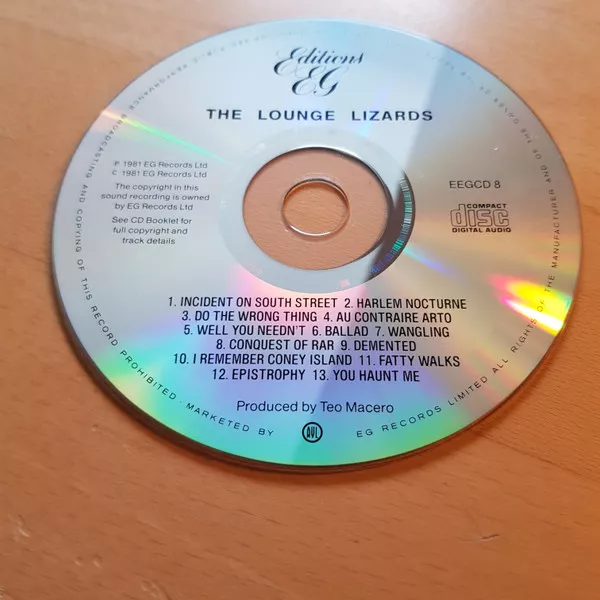 Editions
EG
THE LOUNGE LIZARDS
℗ 1981 EG Records Ltd
© 1981 EG Records Ltd
The copyright in this
sound recording is owned
by EG Records Ltd
See CD Booklet for
full copyright and
track details
EEGCD 8
COMPACT
disc
DIGITAL AUDIO
1. INCIDENT ON SOUTH STREET 2. HARLEM NOCTURNE
3. DO THE WRONG THING 4. AU CONTRAIRE ARTO
5. WELL YOU NEEDN'T 6. BALLAD 7. WANGLING
8. CONQUEST OF RAR 9. DEMENTED
10. I REMEMBER CONEY ISLAND 11. FATTY WALKS
12. EPISTROPHY 13. YOU HAUNT ME
Produced by Teo Macero
AVL
ALL RIGHTS OF THE MANUFACTURER AND OF THE OWNER
BROADCASTING AND COPYING OF THIS RECORD PROHIBITED. MARKETED BY EG RECORDS LIMITED